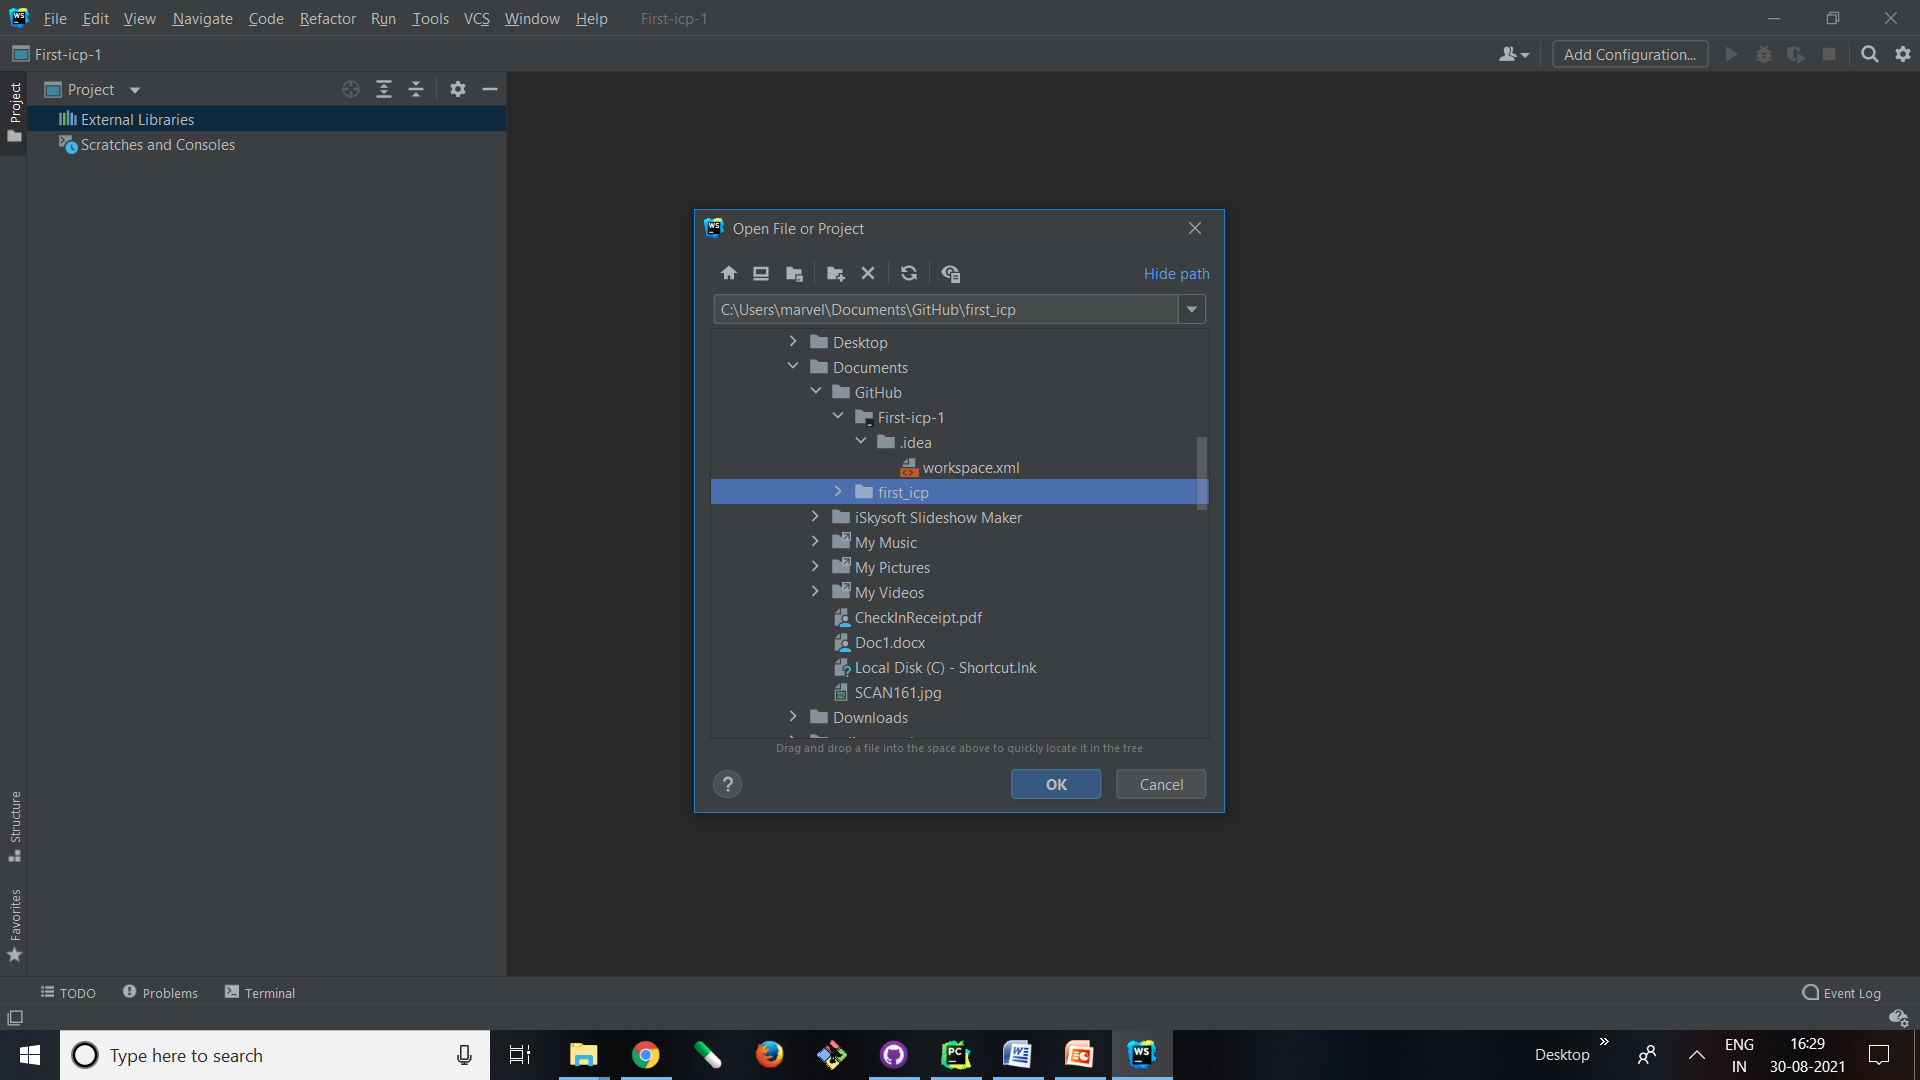 File Edit View Navigate Code Refactor Run Tools VCS Window Help First-icp-1
First-icp-1
Add Configuration...
Project
Project
External Libraries
Scratches and Consoles
Open File or Project
Hide path
C:\Users\marvel\Documents\GitHub\first_icp
Desktop
Documents
GitHub
First-icp-1
.idea
workspace.xml
first_icp
iSkysoft Slideshow Maker
My Music
My Pictures
My Videos
CheckInReceipt.pdf
Doc1.docx
Local Disk (C) - Shortcut.lnk
SCAN161.jpg
Downloads
Drag and drop a file into the space above to quickly locate it in the tree
? OK Cancel
Structure
Favorites
TODO Problems Terminal Event Log
Type here to search
Desktop
ENG
IN
16:29
30-08-2021